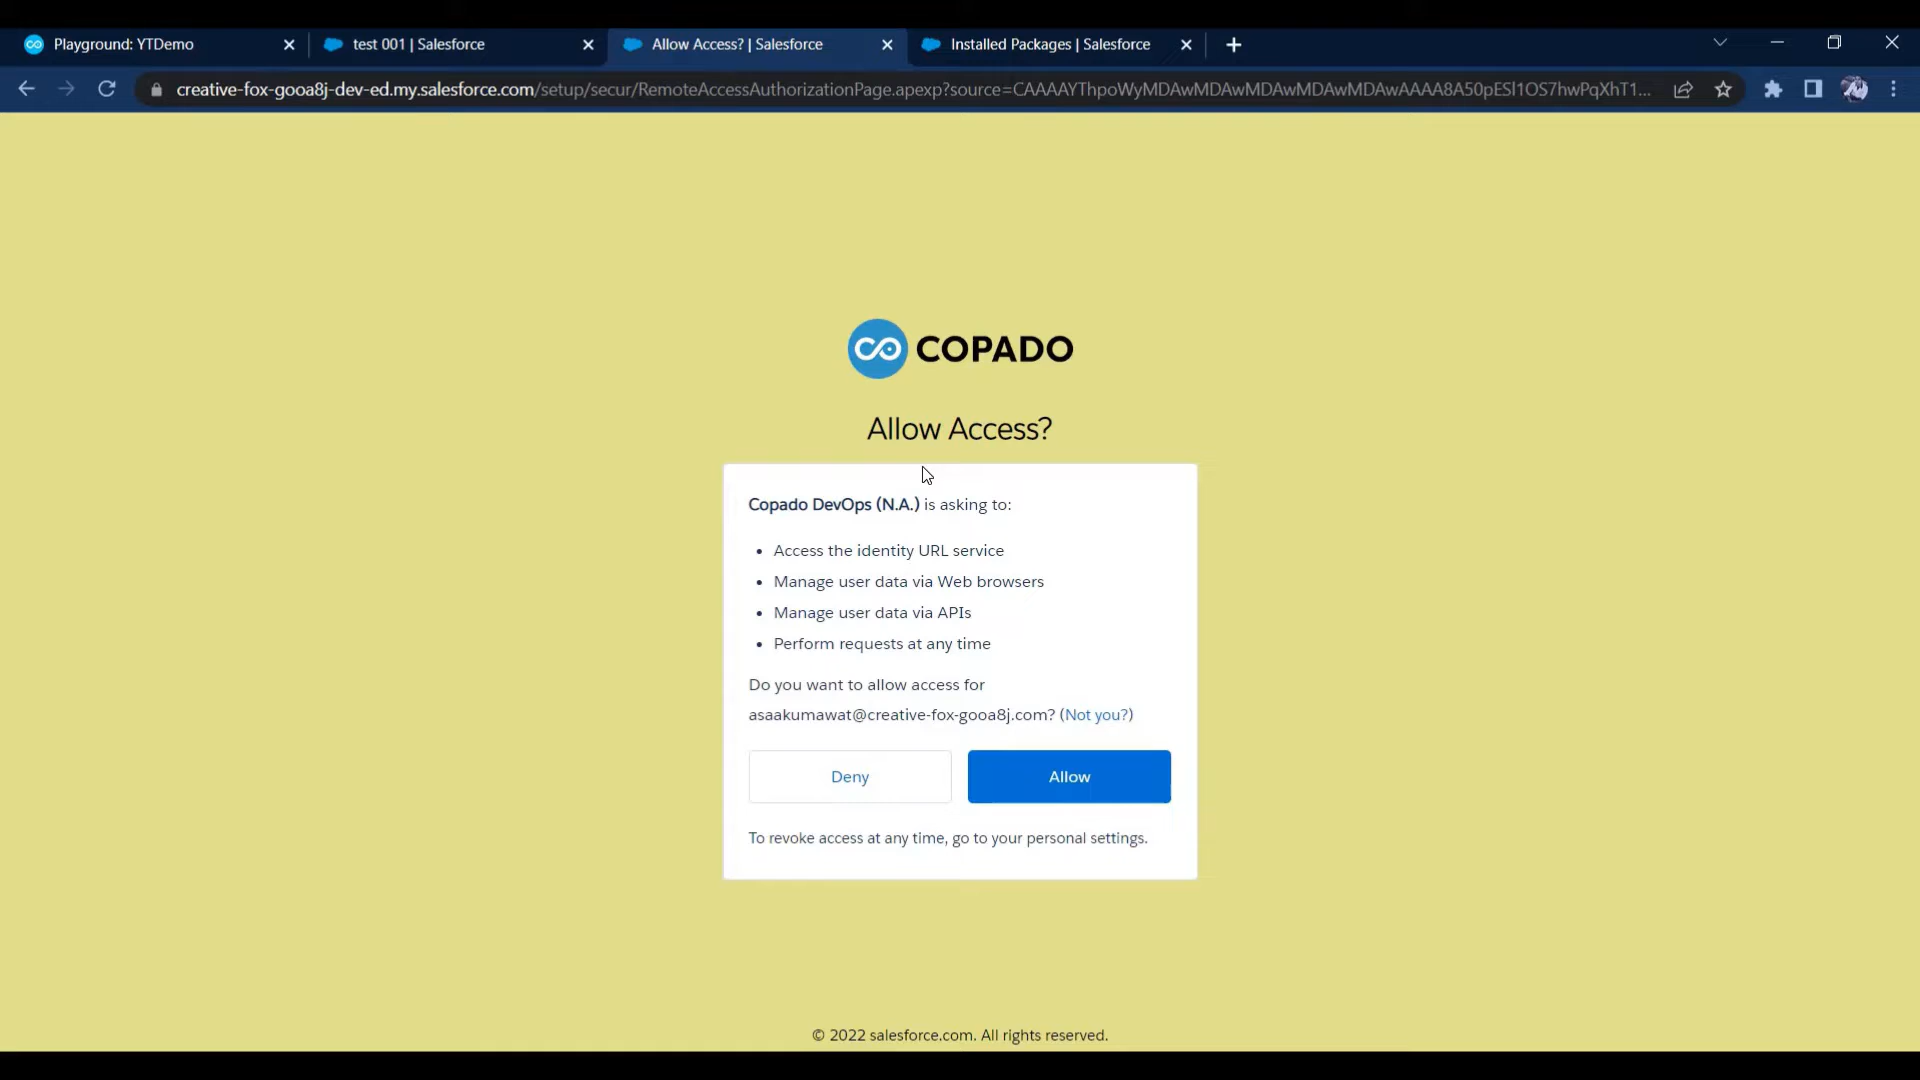 Playground: YTDemo
test 001 | Salesforce
Allow Access? | Salesforce
Installed Packages | Salesforce
creative-fox-gooa8j-dev-ed.my.salesforce.com/setup/secur/RemoteAccessAuthorizationPage.apexp?source=CAAAAYThpoWyMDAwMDAwMDAwMDAwMDAwAAAA8A50pESl1OS7hwPqXhT1...
COPADO
Allow Access?
Copado DevOps (N.A.) is asking to:
• Access the identity URL service
• Manage user data via Web browsers
• Manage user data via APIs
• Perform requests at any time
Do you want to allow access for
asaakumawat@creative-fox-gooa8j.com? (Not you?)
Deny
Allow
To revoke access at any time, go to your personal settings.
© 2022 salesforce.com. All rights reserved.